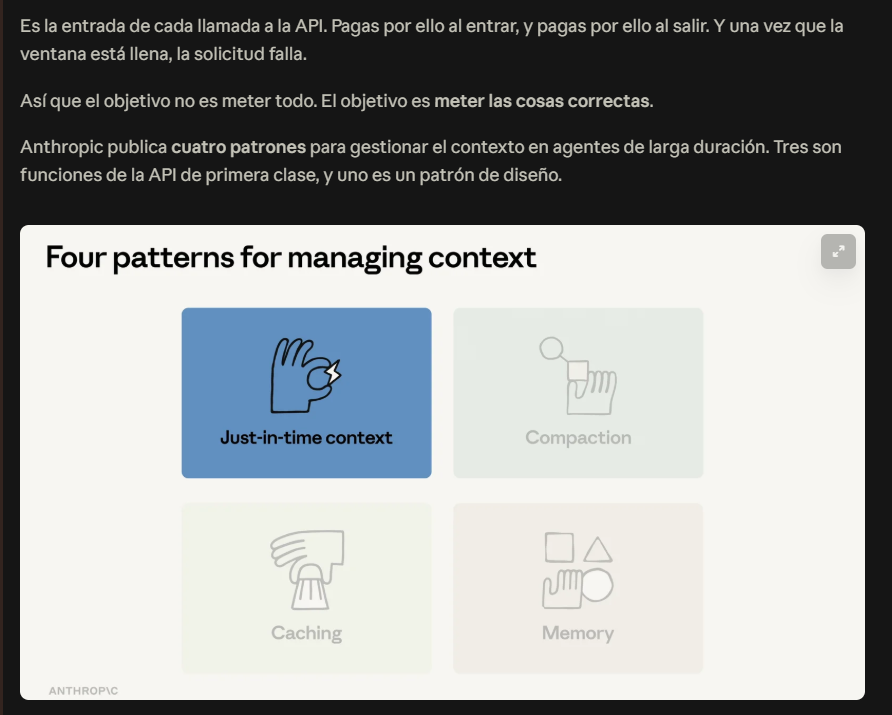 Es la entrada de cada llamada a la API. Pagas por ello al entrar, y pagas por ello al salir. Y una vez que la
ventana está llena, la solicitud falla.
Así que el objetivo no es meter todo. El objetivo es meter las cosas correctas.
Anthropic publica cuatro patrones para gestionar el contexto en agentes de larga duración. Tres son
funciones de la API de primera clase, y uno es un patrón de diseño.
Four patterns for managing context
Just-in-time context
Compaction
Caching
Memory
ANTHROP\C